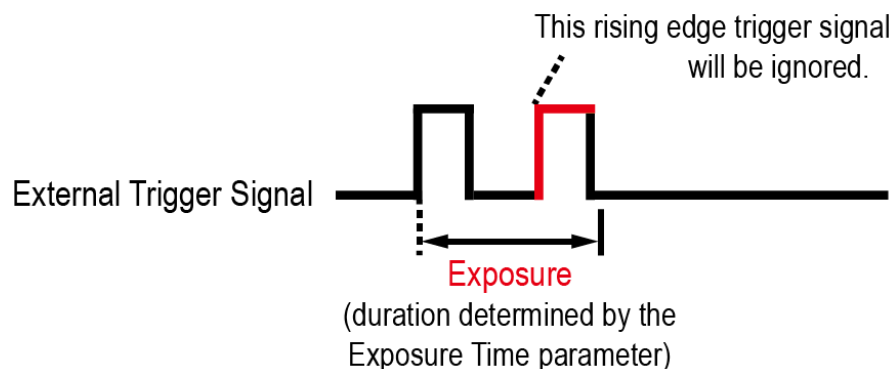 This rising edge trigger signal
will be ignored.
External Trigger Signal
Exposure
(duration determined by the
Exposure Time parameter)